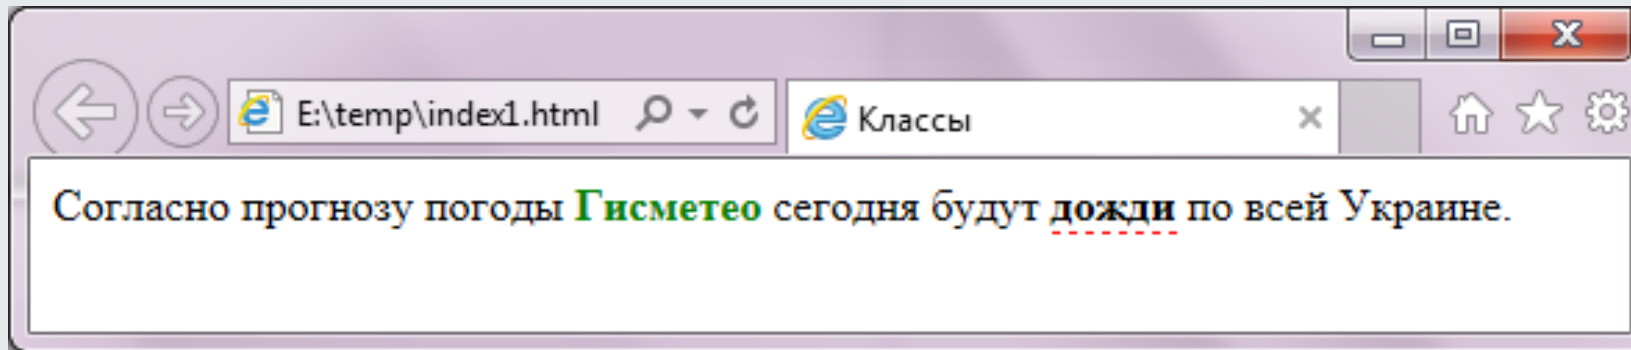 E:\temp\index1.html
Классы
Согласно прогнозу погоды Гисметео сегодня будут дожди по всей Украине.